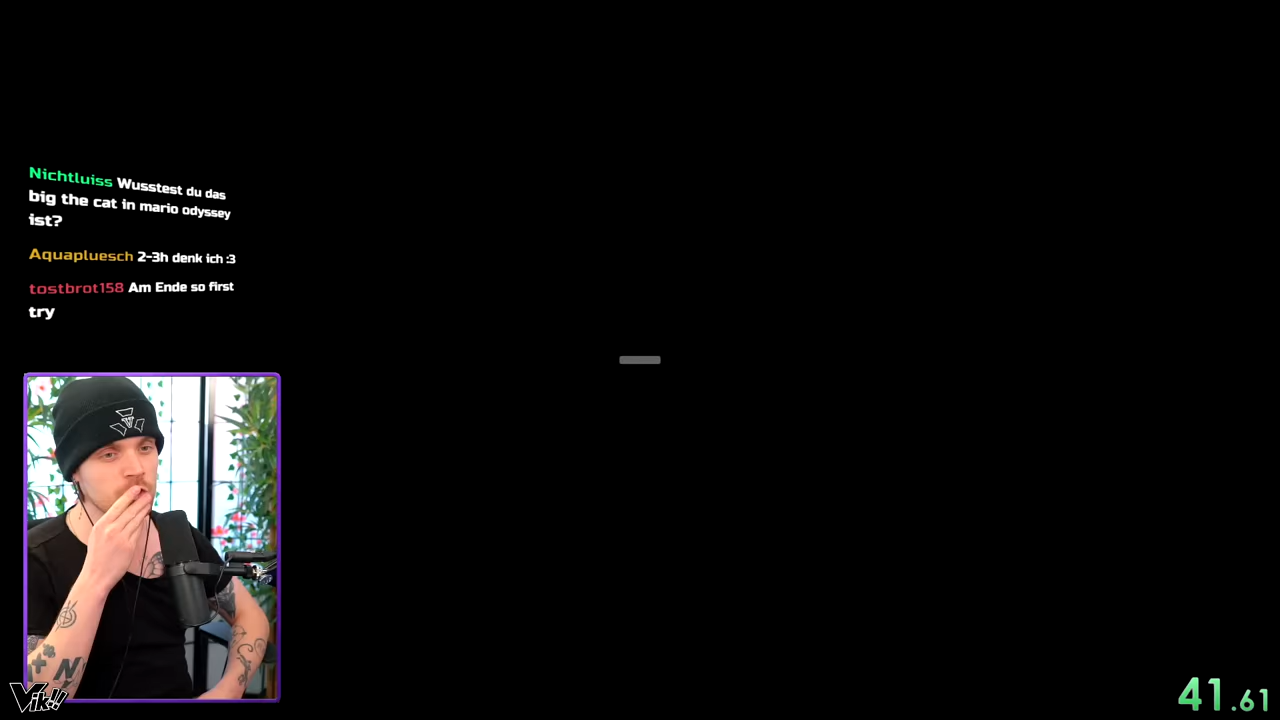 Nichtluiss Wusstest du das
big the cat in mario odyssey
ist?
Aquapluesch 2-3h denk ich :3
tostbrot158 Am Ende so first
try
N
Vik!!
41.61